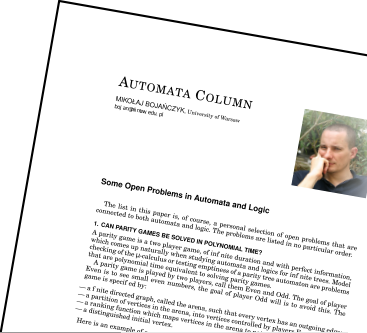 AUTOMATA COLUMN
MIKOŁAJ BOJAŃCZYK, University of Warsaw
bojanczyk@mimuw.edu.pl
Some Open Problems in Automata and Logic
The list in this paper is, of course, a personal selection of open problems that are
connected to both automata and logic. The problems are listed in no particular order.
1. CAN PARITY GAMES BE SOLVED IN POLYNOMIAL TIME?
A parity game is a two player game, of infinite duration and with perfect information,
which comes up naturally when studying automata and logics for infinite trees. Model
checking of the μ-calculus or testing emptiness of a parity tree automaton are problems
that are polynomial time equivalent to solving parity games.
A parity game is played by two players, call them Even and Odd. The goal of player
Even is to see small even numbers, the goal of player Odd will is to avoid this. The
game is specified by:
— a finite directed graph, called the arena, such that every vertex has an outgoing
— a partition of vertices in the arena, into vertices controlled by players
— a ranking function which maps vertices in the arena to
— a distinguished initial vertex.
Here is an example of